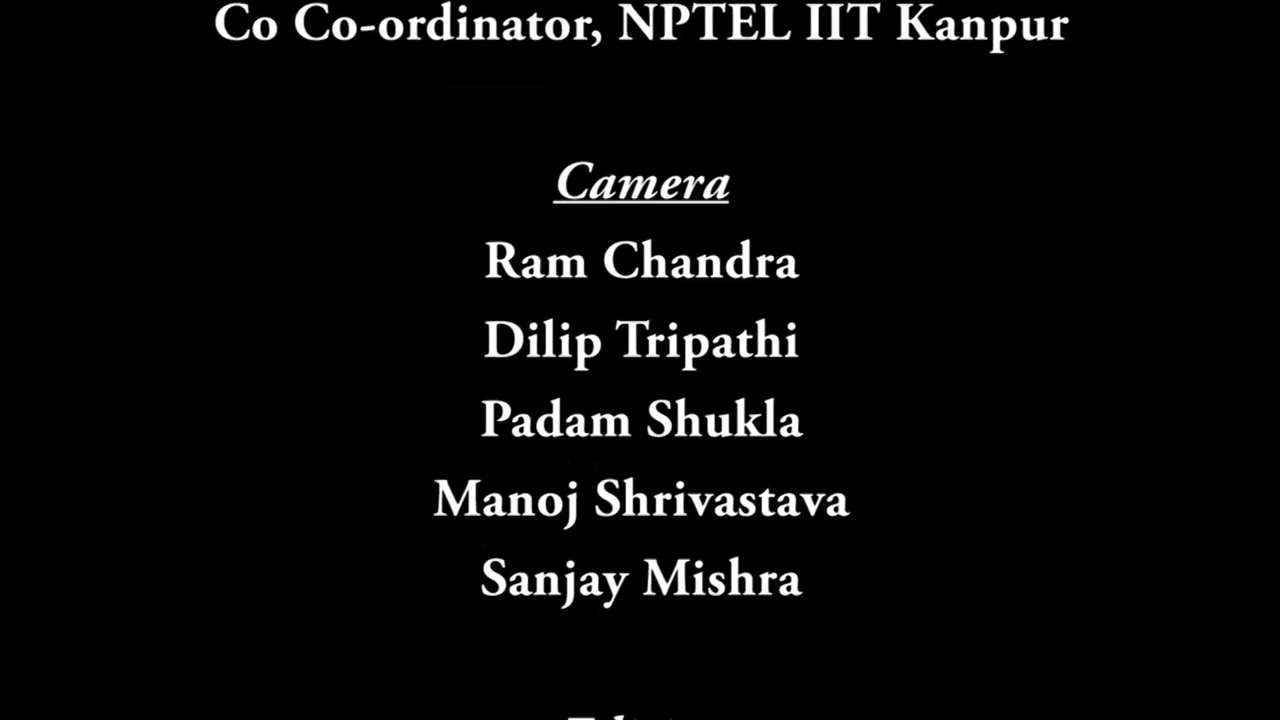 Co Co-ordinator, NPTEL IIT Kanpur
Camera
Ram Chandra
Dilip Tripathi
Padam Shukla
Manoj Shrivastava
Sanjay Mishra